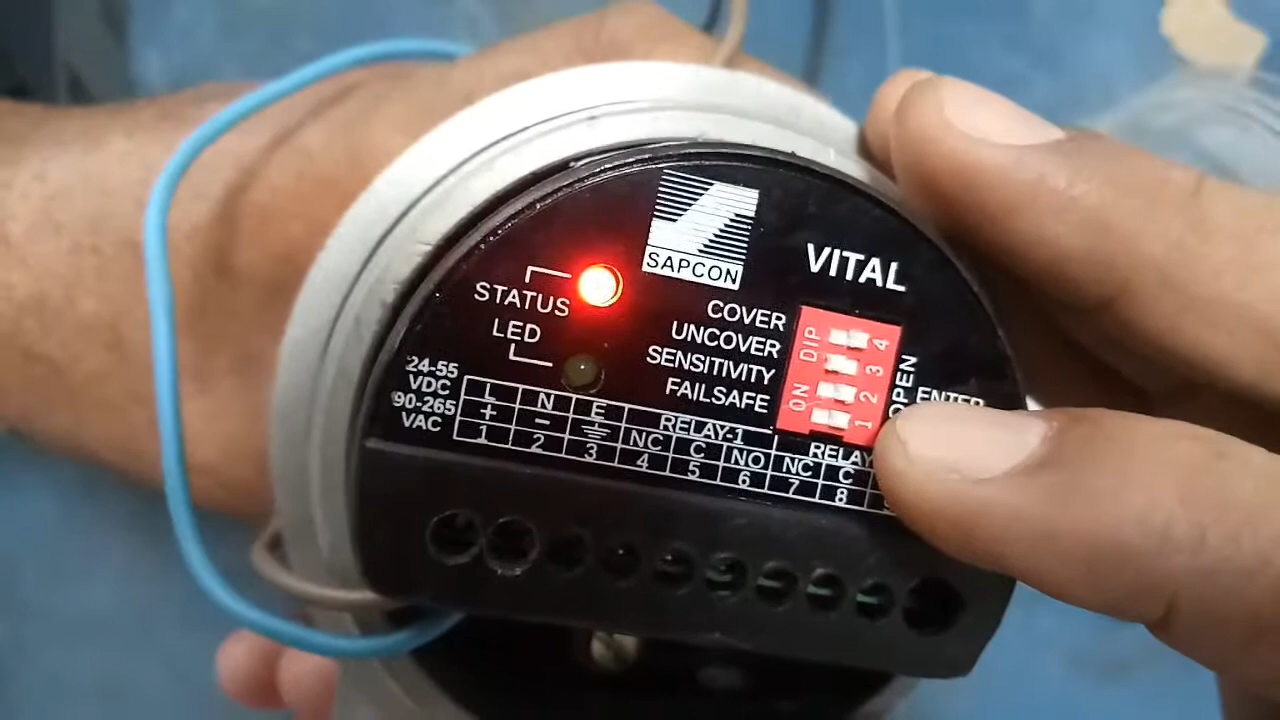 SAPCON
VITAL
STATUS
LED
COVER
UNCOVER
SENSITIVITY
FAILSAFE
ON DIP
1 2 3 4
OPEN
ENTER
24-55
VDC
90-265
VAC
L N E RELAY-1 RELAY
+ - NC C NO NC C
1 2 3 4 5 6 7 8